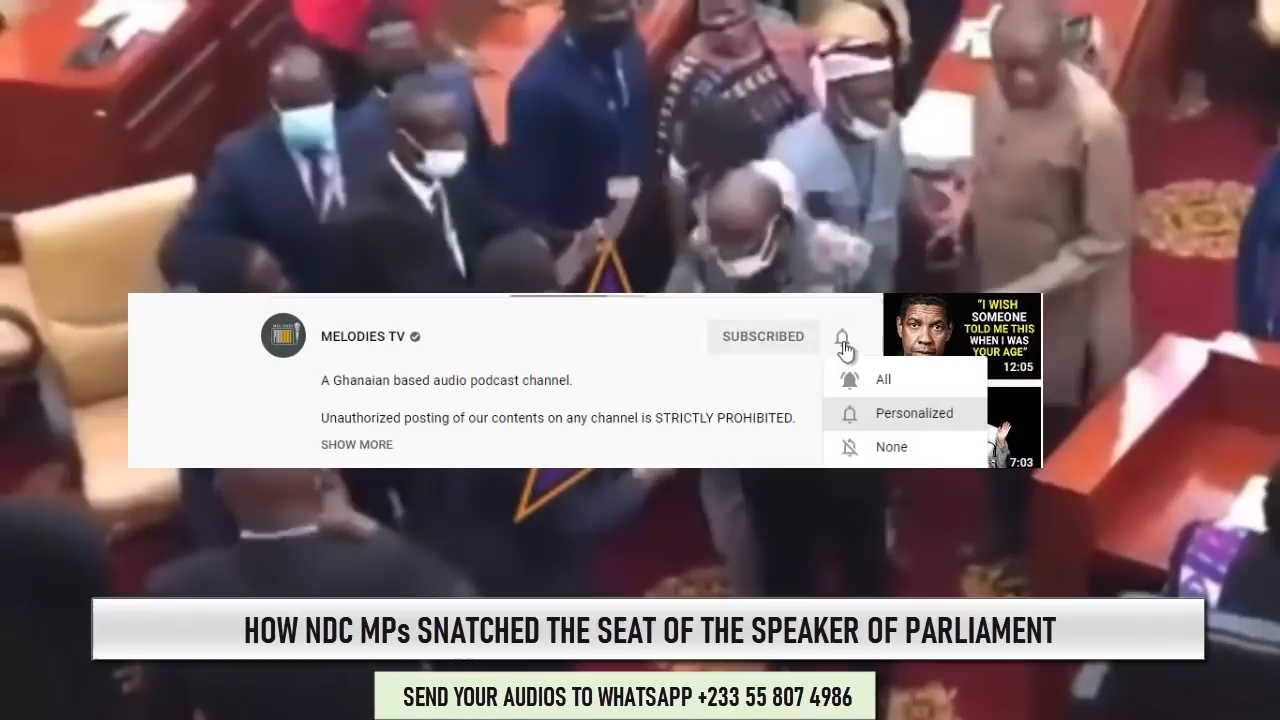 MELODIES TV
SUBSCRIBED
A Ghanaian based audio podcast channel.
Unauthorized posting of our contents on any channel is STRICTLY PROHIBITED.
SHOW MORE
All
Personalized
None
"I WISH
SOMEONE
TOLD ME THIS
WHEN I WAS
YOUR AGE"
12:05
7:03
HOW NDC MPs SNATCHED THE SEAT OF THE SPEAKER OF PARLIAMENT
SEND YOUR AUDIOS TO WHATSAPP +233 55 807 4986